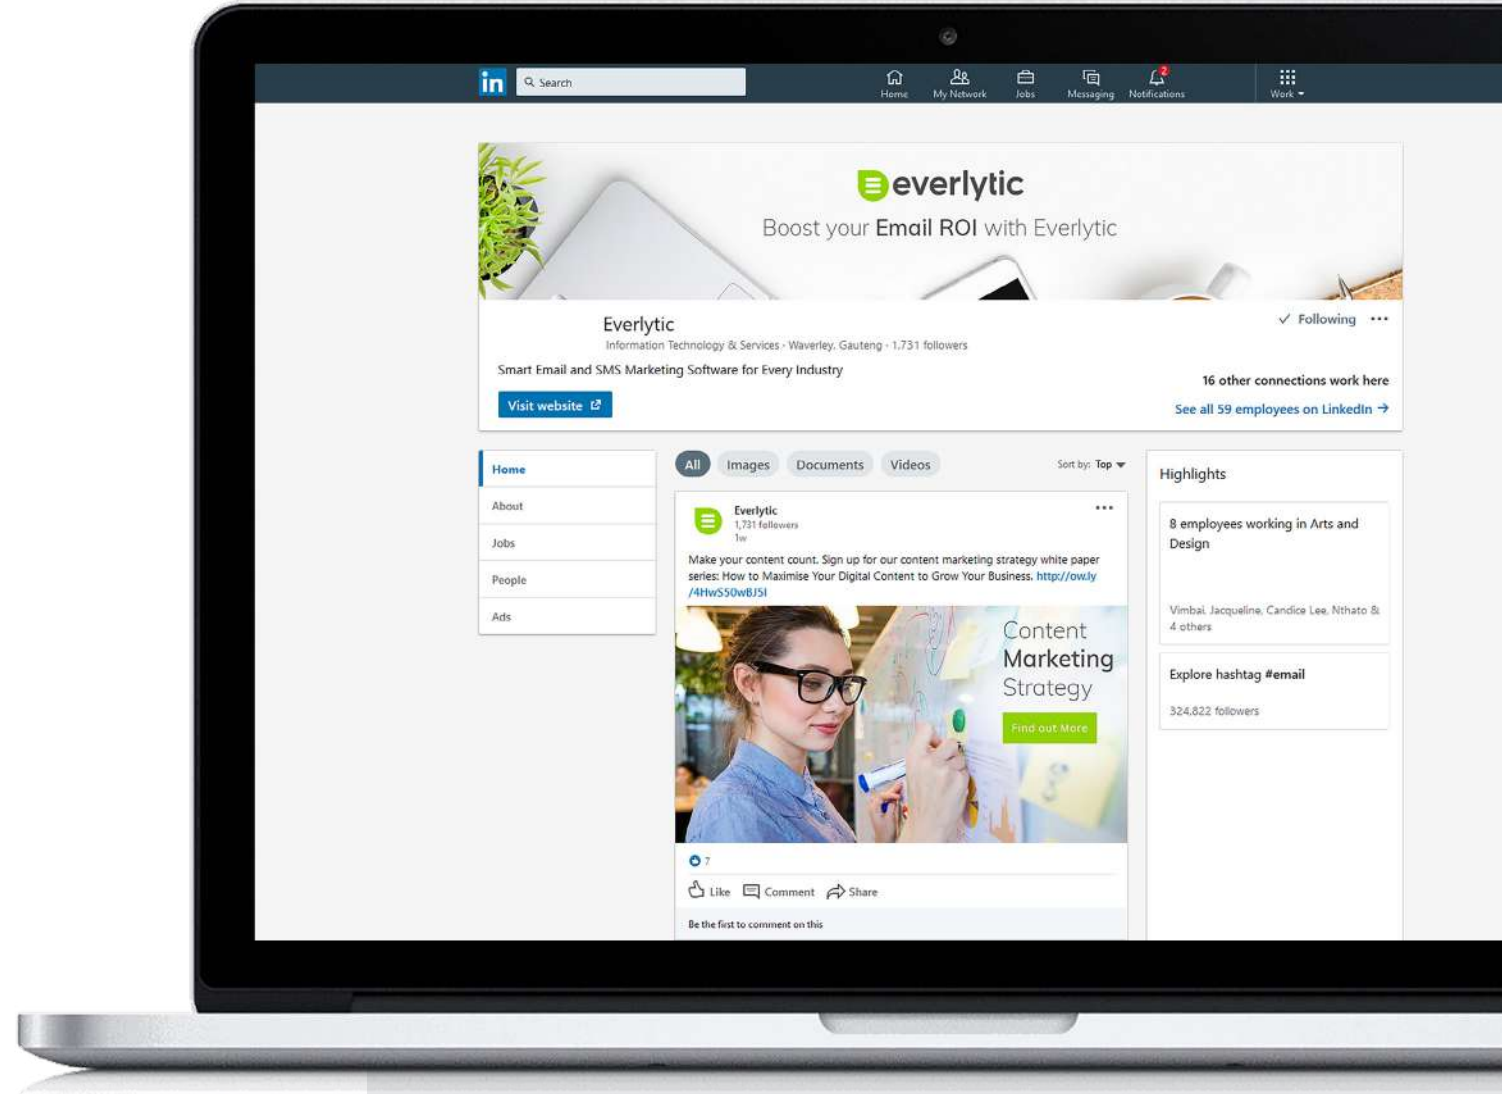 in
Search
Home
My Network
Jobs
Messaging
2
Notifications
Work
everlytic
Boost your Email ROI with Everlytic
Everlytic
Information Technology & Services · Waverley, Gauteng · 1,731 followers
Smart Email and SMS Marketing Software for Every Industry
Visit website
Following
16 other connections work here
See all 59 employees on LinkedIn
Home
About
Jobs
People
Ads
All
Images
Documents
Videos
Sort by: Top
Everlytic
1,731 followers
1w
Make your content count. Sign up for our content marketing strategy white paper
series: How to Maximise Your Digital Content to Grow Your Business. http://ow.ly
/4HwS50wBJ5I
Content
Marketing
Strategy
Find out More
7
Like
Comment
Share
Be the first to comment on this
Highlights
8 employees working in Arts and
Design
Vimbai, Jacqueline, Candice Lee, Nthato &
4 others
Explore hashtag #email
324,822 followers